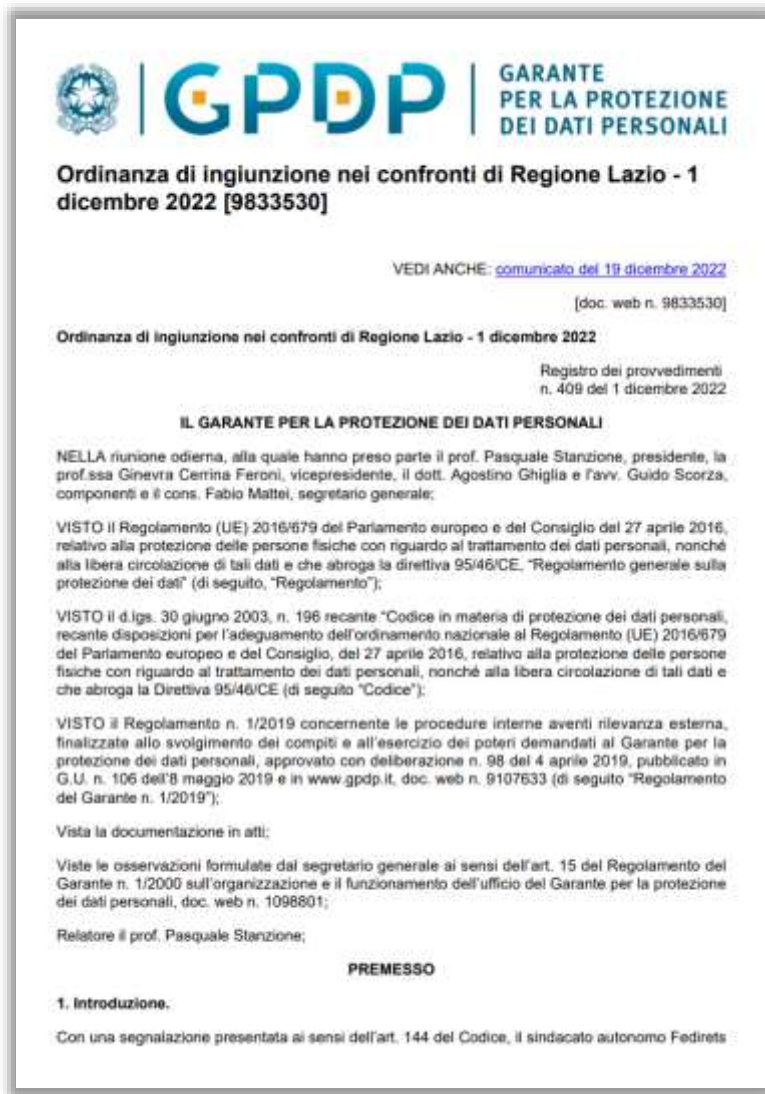 GPDP
GARANTE
PER LA PROTEZIONE
DEI DATI PERSONALI
Ordinanza di ingiunzione nei confronti di Regione Lazio - 1
dicembre 2022 [9833530]
VEDI ANCHE: comunicato del 19 dicembre 2022
[doc. web n. 9833530]
Ordinanza di ingiunzione nei confronti di Regione Lazio - 1 dicembre 2022
Registro dei provvedimenti
n. 409 del 1 dicembre 2022
IL GARANTE PER LA PROTEZIONE DEI DATI PERSONALI
NELLA riunione odierna, alla quale hanno preso parte il prof. Pasquale Stanzione, presidente, la
prof.ssa Ginevra Cerrina Feroni, vicepresidente, il dott. Agostino Ghiglia e l'avv. Guido Scorza,
componenti e il cons. Fabio Mattei, segretario generale;
VISTO il Regolamento (UE) 2016/679 del Parlamento europeo e del Consiglio del 27 aprile 2016,
relativo alla protezione delle persone fisiche con riguardo al trattamento dei dati personali, nonché
alla libera circolazione di tali dati e che abroga la direttiva 95/46/CE, "Regolamento generale sulla
protezione dei dati" (di seguito, "Regolamento");
VISTO il d.lgs. 30 giugno 2003, n. 196 recante "Codice in materia di protezione dei dati personali,
recante disposizioni per l'adeguamento dell'ordinamento nazionale al Regolamento (UE) 2016/679
del Parlamento europeo e del Consiglio, del 27 aprile 2016, relativo alla protezione delle persone
fisiche con riguardo al trattamento dei dati personali, nonché alla libera circolazione di tali dati e
che abroga la Direttiva 95/46/CE (di seguito "Codice");
VISTO il Regolamento n. 1/2019 concernente le procedure interne aventi rilevanza esterna,
finalizzate allo svolgimento dei compiti e all'esercizio dei poteri demandati al Garante per la
protezione dei dati personali, approvato con deliberazione n. 98 del 4 aprile 2019, pubblicato in
G.U. n. 106 dell'8 maggio 2019 e in www.gpdp.it, doc. web n. 9107633 (di seguito "Regolamento
del Garante n. 1/2019");
Vista la documentazione in atti;
Viste le osservazioni formulate dal segretario generale ai sensi dell'art. 15 del Regolamento del
Garante n. 1/2000 sull'organizzazione e il funzionamento dell'ufficio del Garante per la protezione
dei dati personali, doc. web n. 1098801;
Relatore il prof. Pasquale Stanzione;
PREMESSO
1. Introduzione.
Con una segnalazione presentata ai sensi dell'art. 144 del Codice, il sindacato autonomo Fedirets